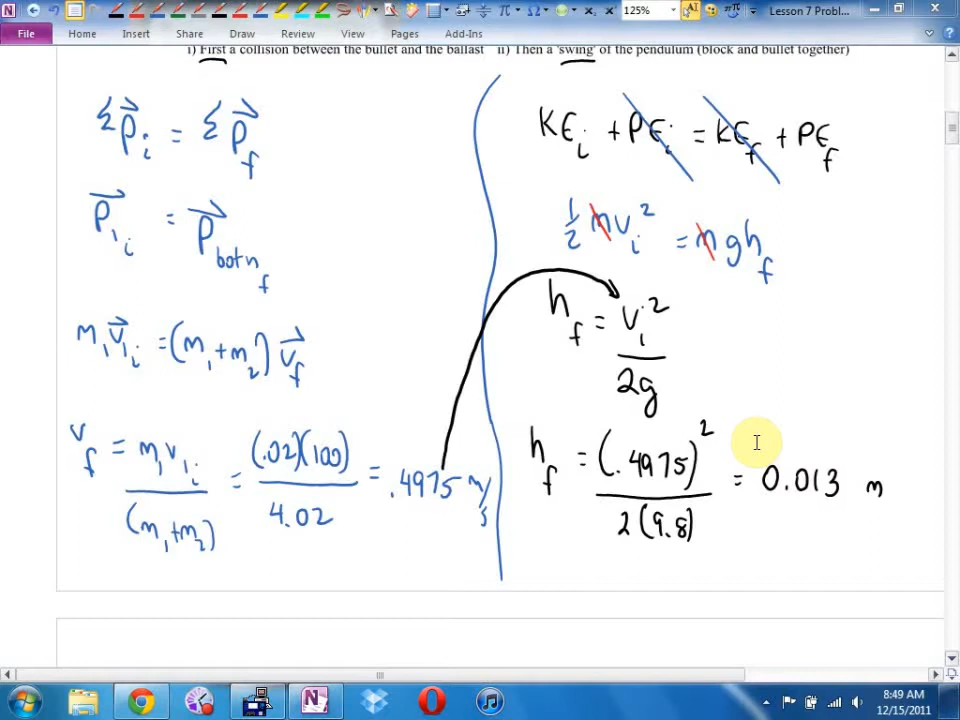 125%
Lesson 7 Probl...
File Home Insert Share Draw Review View Pages Add-Ins
i) First a collision between the bullet and the ballast ii) Then a 'swing' of the pendulum (block and bullet together)
Σp⃗i = Σp⃗f
p⃗1i = p⃗both f
m1v⃗1i = (m1+m2)v⃗f
vf = m1v1i / (m1+m2) = (.02)(100) / 4.02 = .4975 m/s
KEi + PEi = KEf + PEf
1/2 mvi² = mghf
hf = vi² / 2g
hf = (.4975)² / 2(9.8) = 0.013 m
8:49 AM
12/15/2011